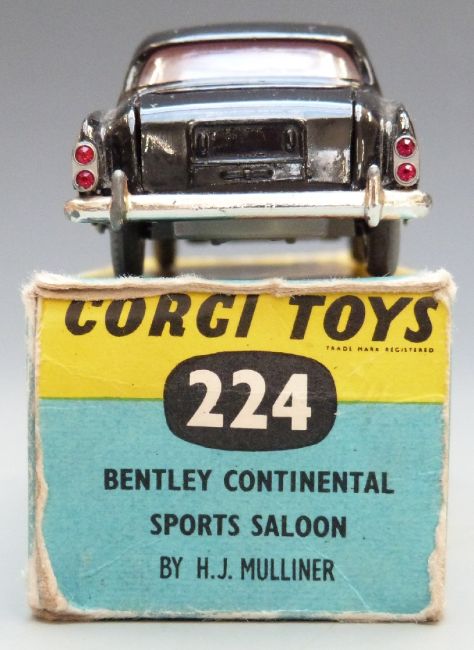 CORGI TOYS
TRADE MARK REGISTERED
224
BENTLEY CONTINENTAL
SPORTS SALOON
BY H.J. MULLINER